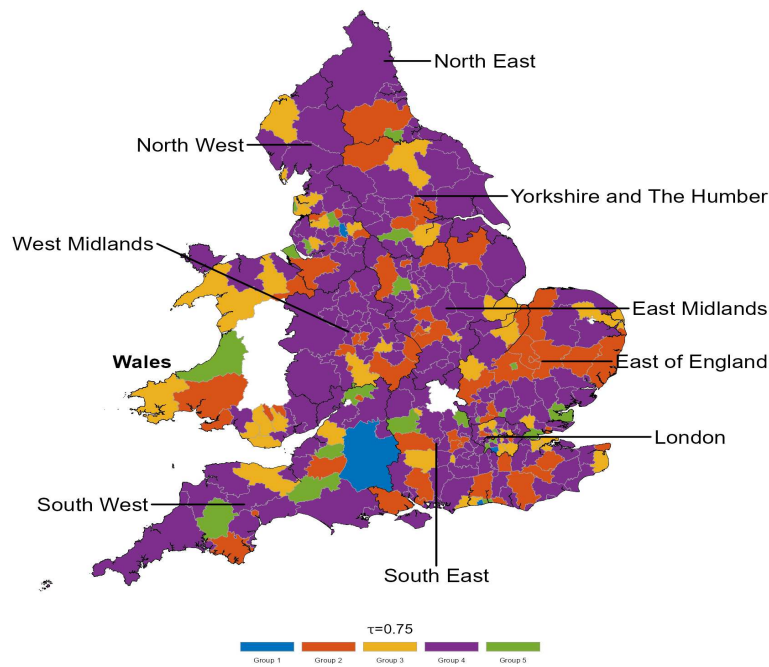 North East
North West
Yorkshire and The Humber
West Midlands
East Midlands
Wales
East of England
London
South West
South East
τ=0.75
Group 1 Group 2 Group 3 Group 4 Group 5